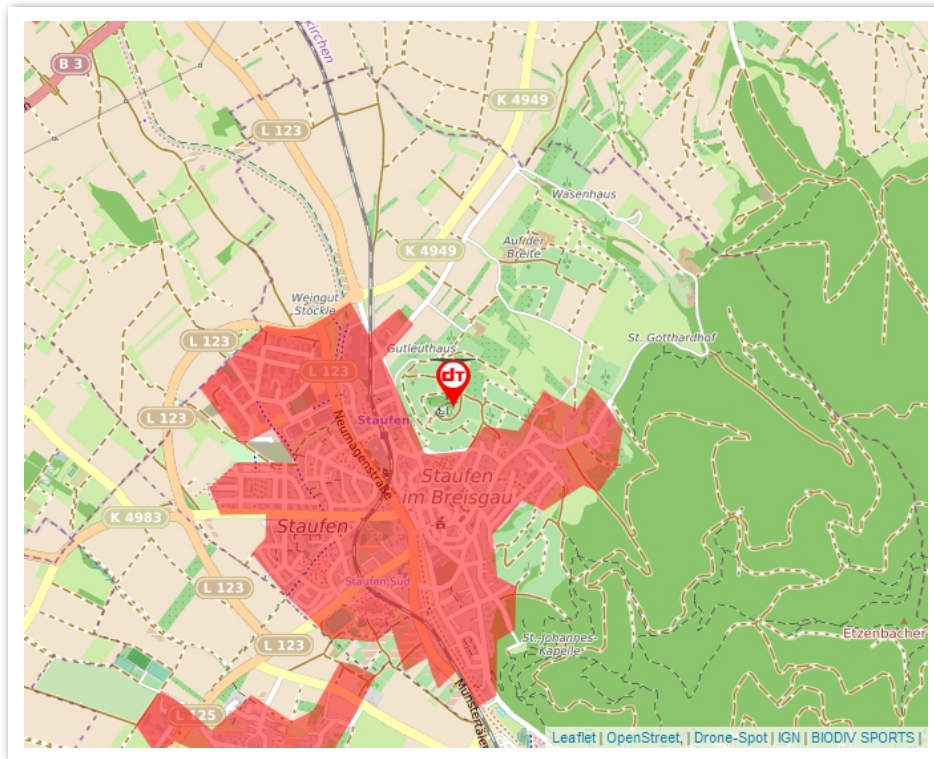 kirchen
B 3
K 4949
L 123
Wasenhaus
Auf der
Breite
K 4949
Weingut
Stöckle
St. Gotthardhof
L 123
Gutleuthaus
L 123
dT
L 123
Staufen
Neumagenstraße
Staufen
im Breisgau
K 4983
Staufen
Staufen Süd
L 123
Etzenbacher
St.-Johannes-
Kapelle
L 123
Münstertäler
L 125
Leaflet | OpenStreet, | Drone-Spot | IGN | BIODIV SPORTS |